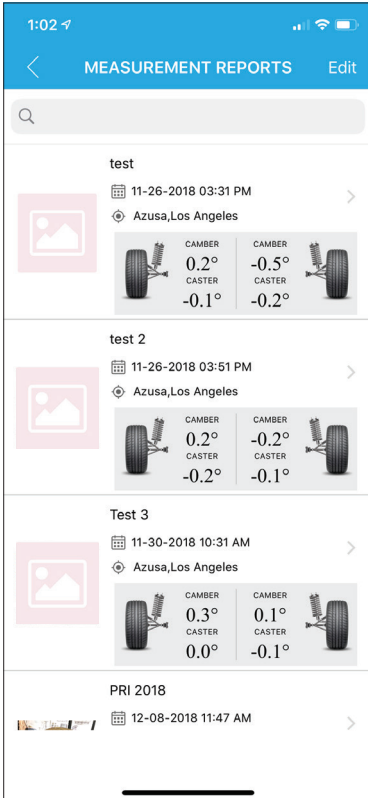 1:02
MEASUREMENT REPORTS Edit
test
11-26-2018 03:31 PM
Azusa,Los Angeles
CAMBER CAMBER
0.2° -0.5°
CASTER CASTER
-0.1° -0.2°
test 2
11-26-2018 03:51 PM
Azusa,Los Angeles
CAMBER CAMBER
0.2° -0.2°
CASTER CASTER
-0.2° -0.1°
Test 3
11-30-2018 10:31 AM
Azusa,Los Angeles
CAMBER CAMBER
0.3° 0.1°
CASTER CASTER
0.0° -0.1°
PRI 2018
12-08-2018 11:47 AM